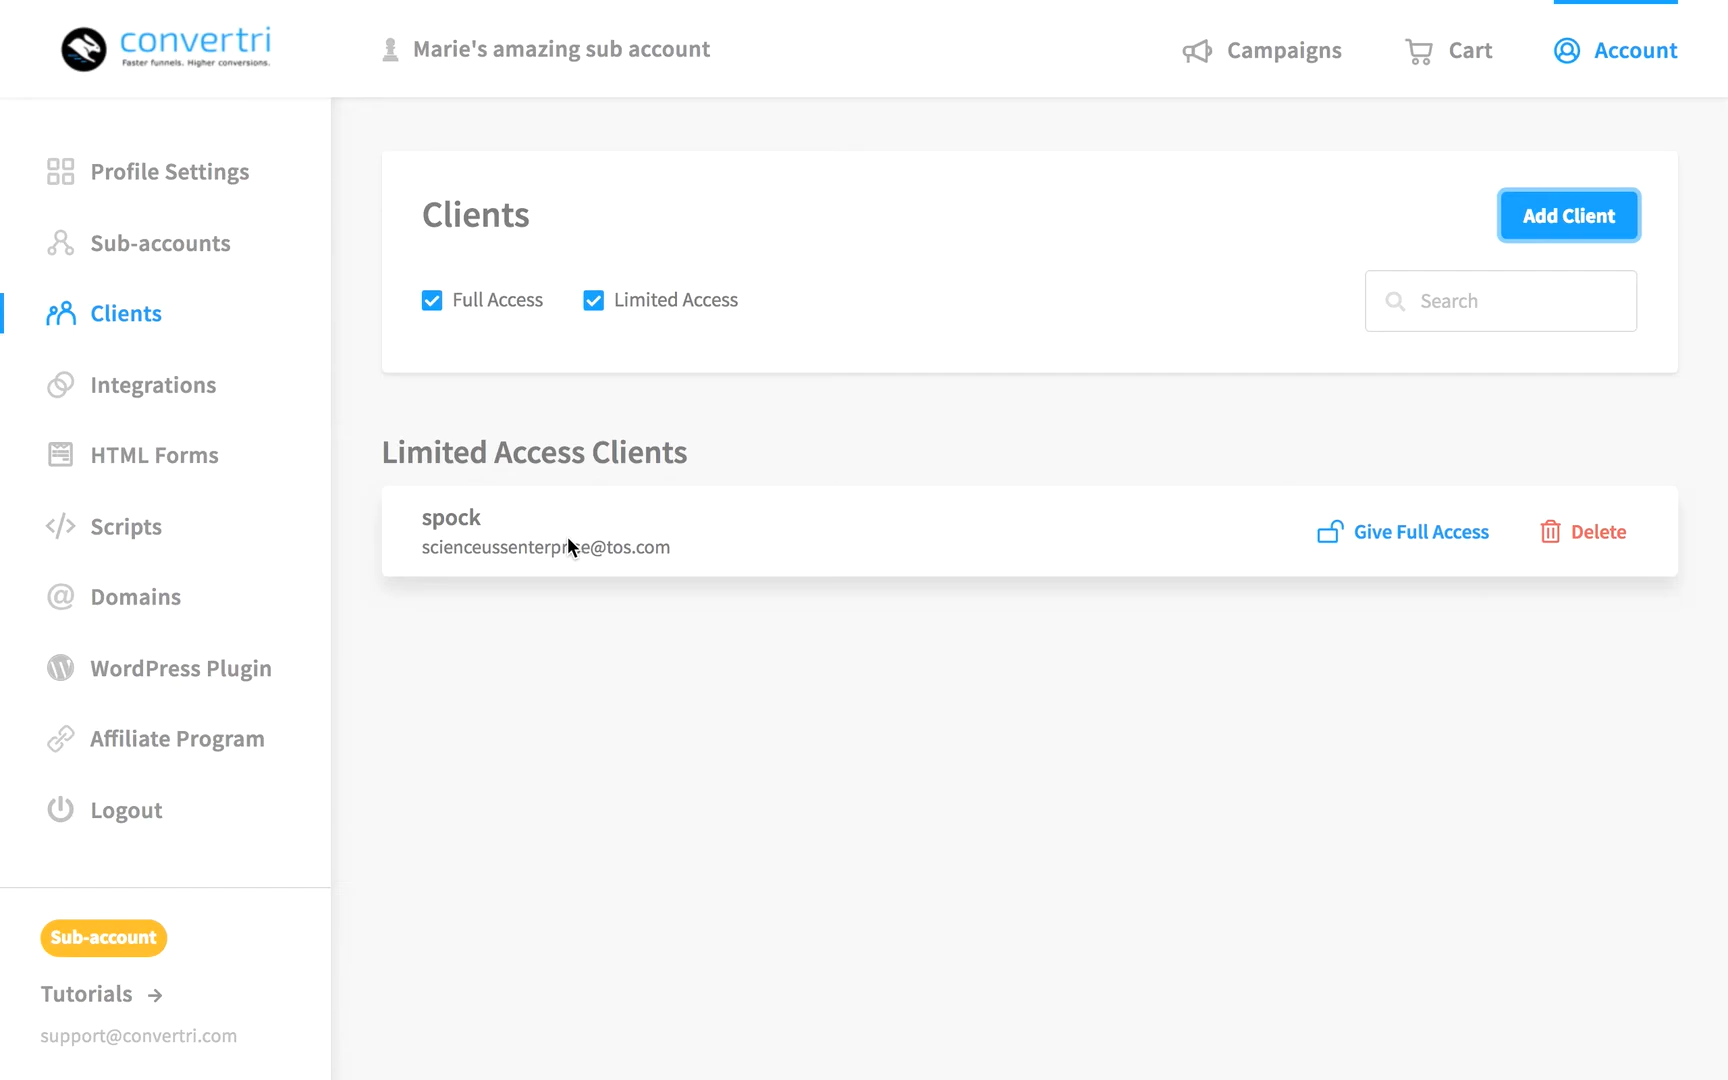 convertri
Faster funnels. Higher conversions.
Marie's amazing sub account
Campaigns
Cart
Account
Profile Settings
Sub-accounts
Clients
Integrations
HTML Forms
Scripts
Domains
WordPress Plugin
Affiliate Program
Logout
Sub-account
Tutorials →
support@convertri.com
Clients
Add Client
Full Access
Limited Access
Search
Limited Access Clients
spock
scienceussenterprise@tos.com
Give Full Access
Delete